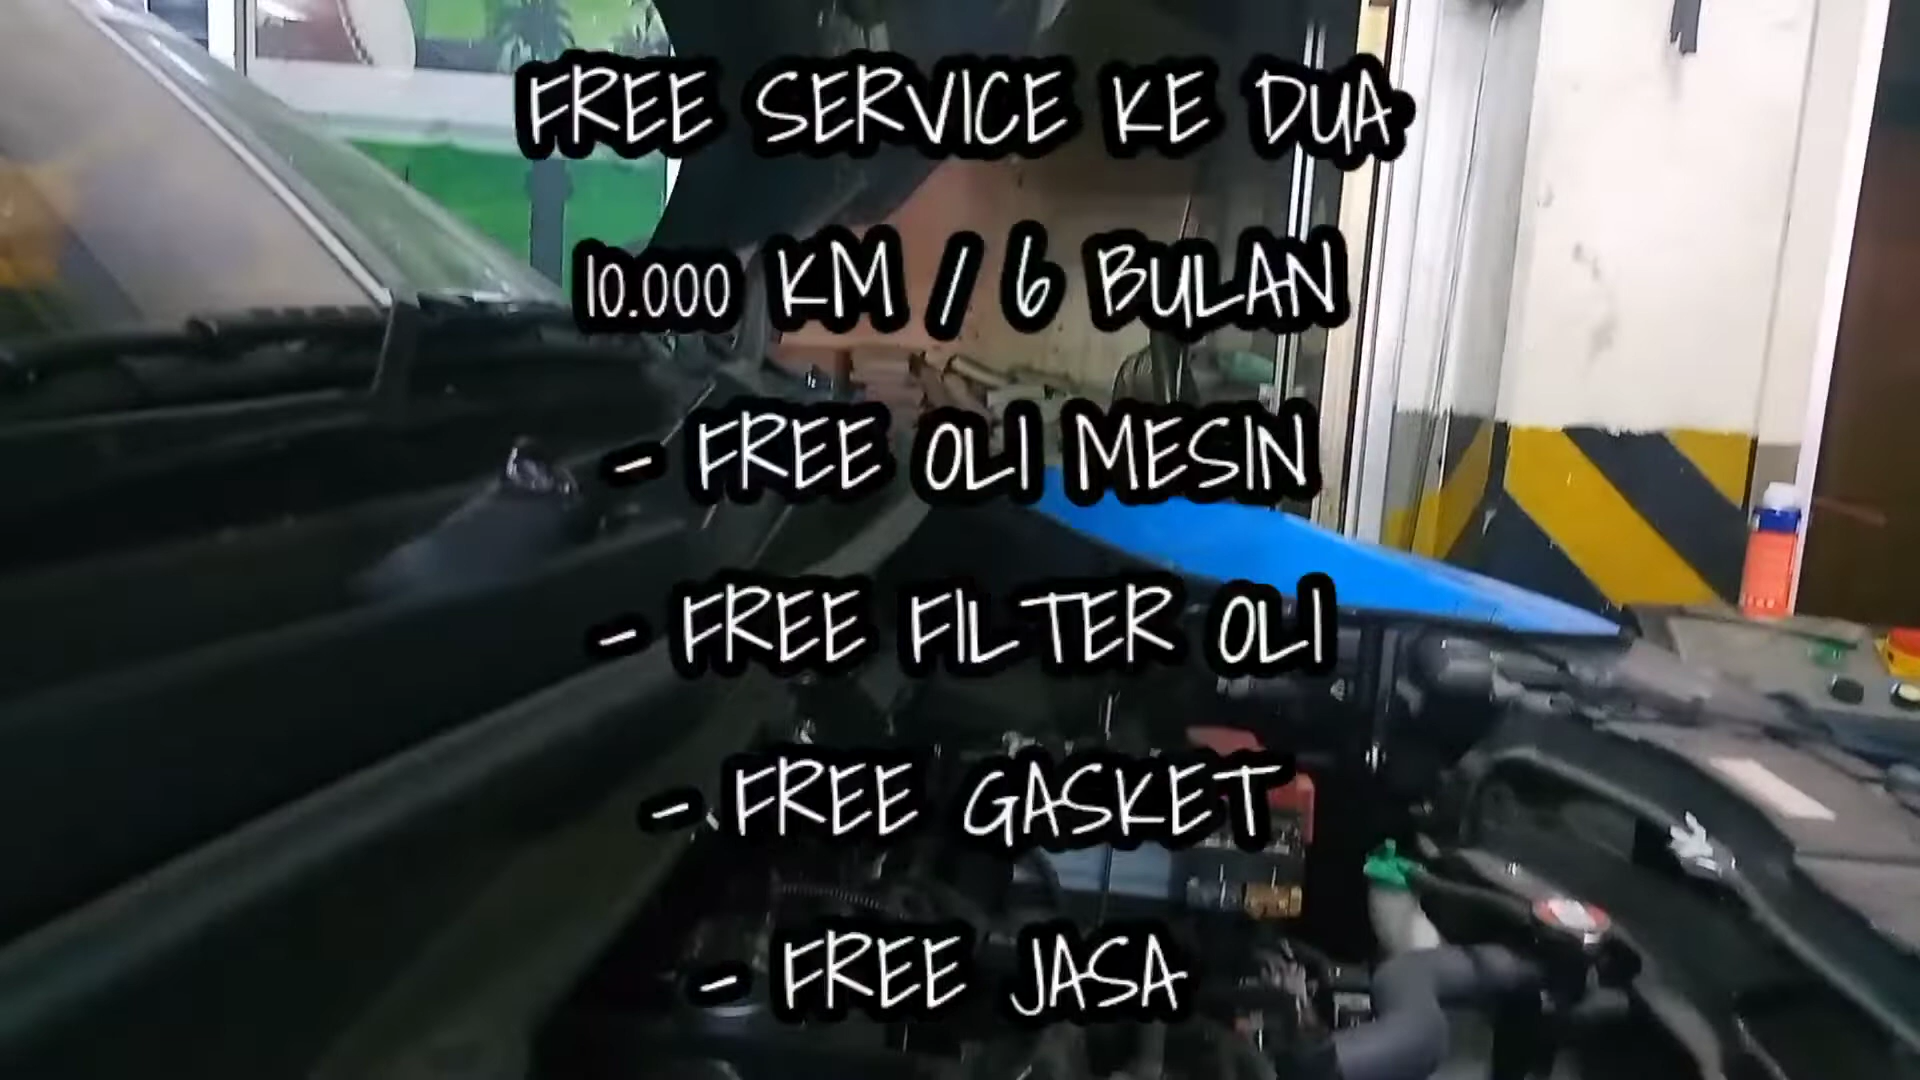 FREE SERVICE KE DUA
10.000 KM / 6 BULAN
- FREE OLI MESIN
- FREE FILTER OLI
- FREE GASKET
- FREE JASA